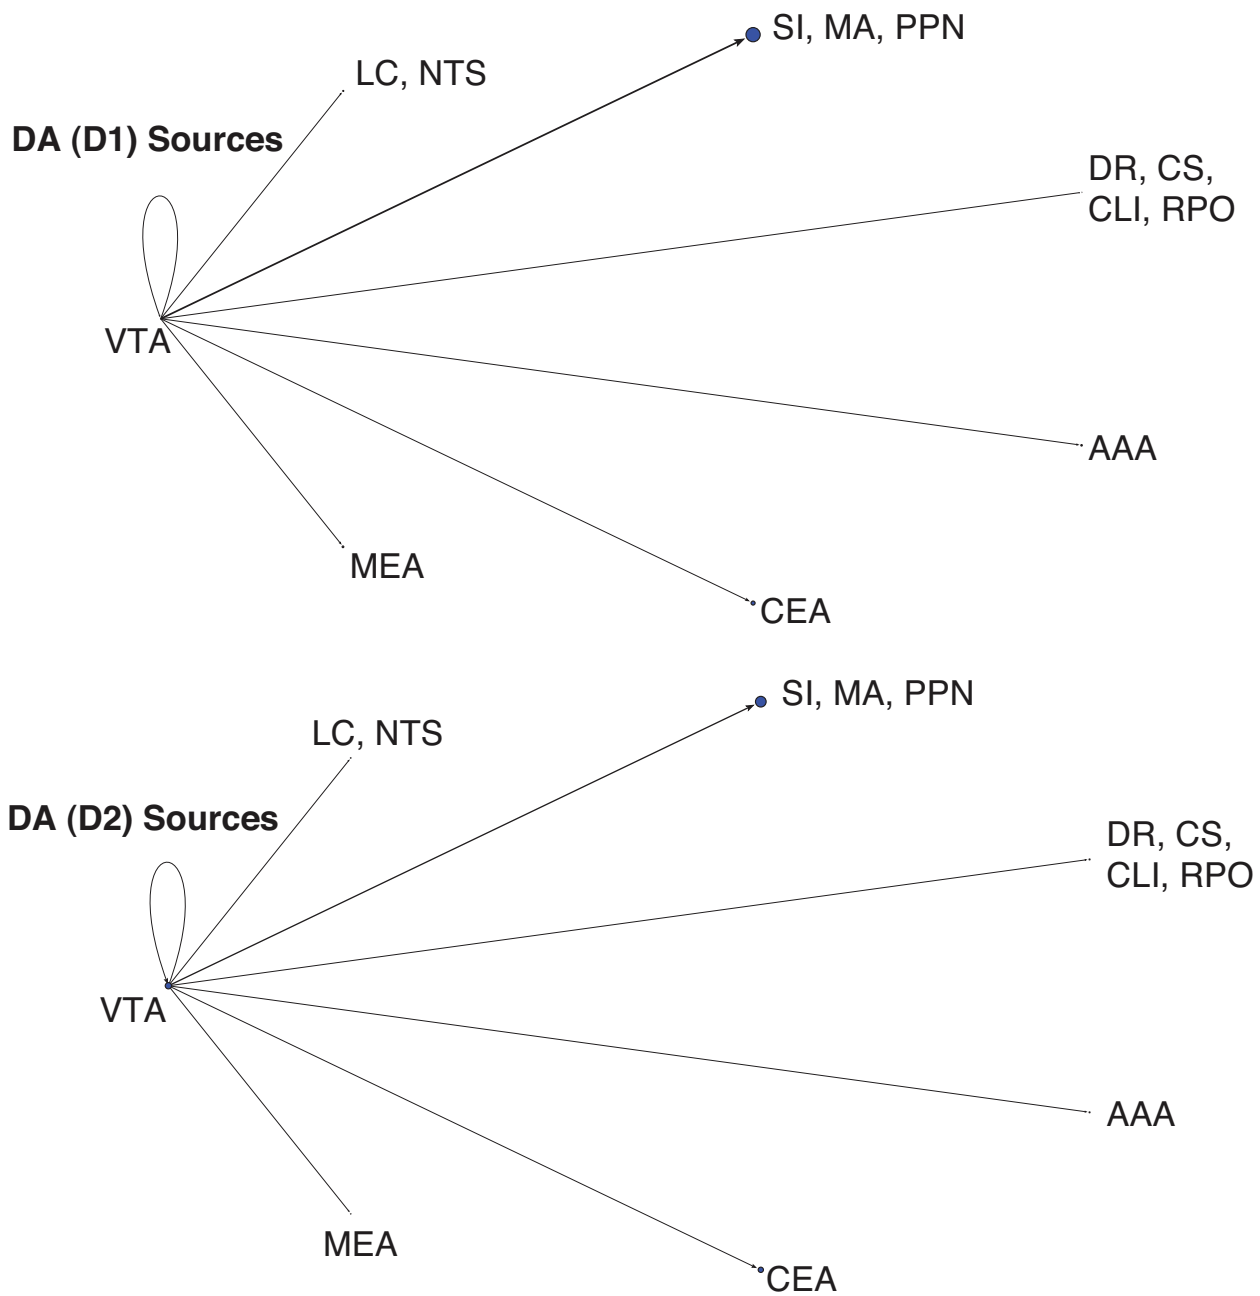 SI, MA, PPN
LC, NTS
DA (D1) Sources
DR, CS,
CLI, RPO
VTA
AAA
MEA
CEA
SI, MA, PPN
LC, NTS
DA (D2) Sources
DR, CS,
CLI, RPO
VTA
AAA
MEA
CEA